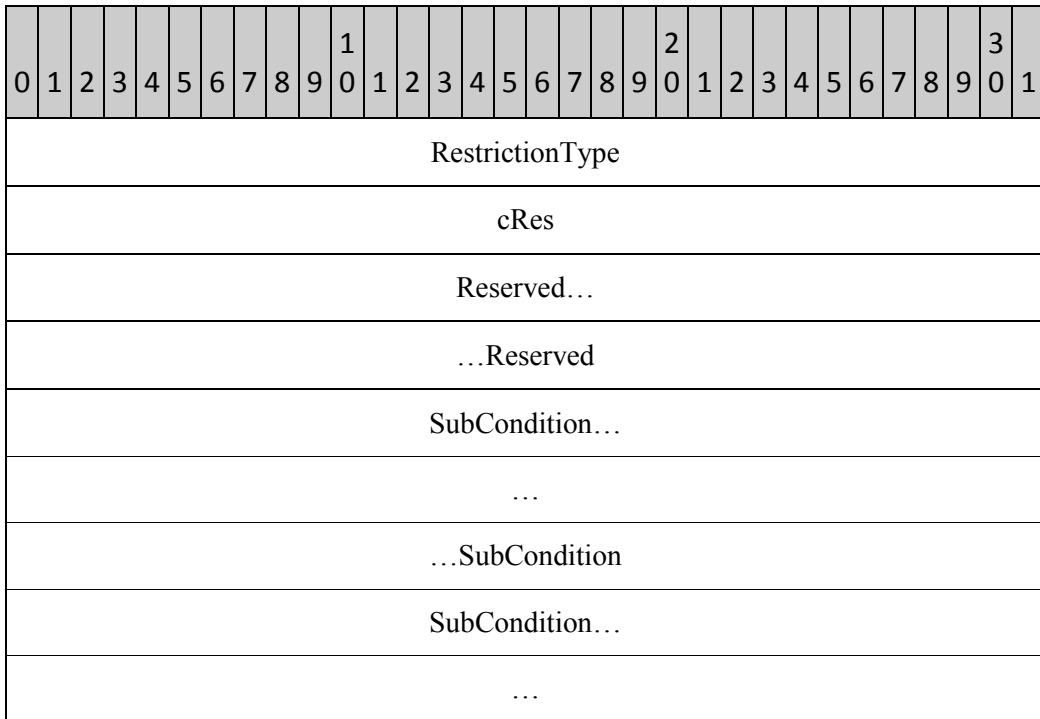 0 1 2 3 4 5 6 7 8 9 1 0 1 2 3 4 5 6 7 8 9 2 0 1 2 3 4 5 6 7 8 9 3 0 1
RestrictionType
cRes
Reserved…
…Reserved
SubCondition…
…
…SubCondition
SubCondition…
…